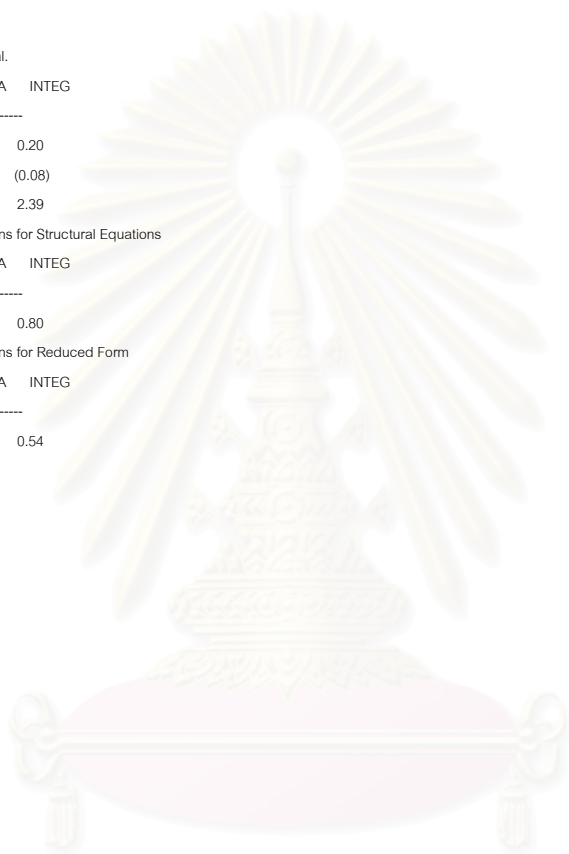 al.
A INTEG
-----
0.20
(0.08)
2.39
ns for Structural Equations
A INTEG
-----
0.80
ns for Reduced Form
A INTEG
-----
0.54